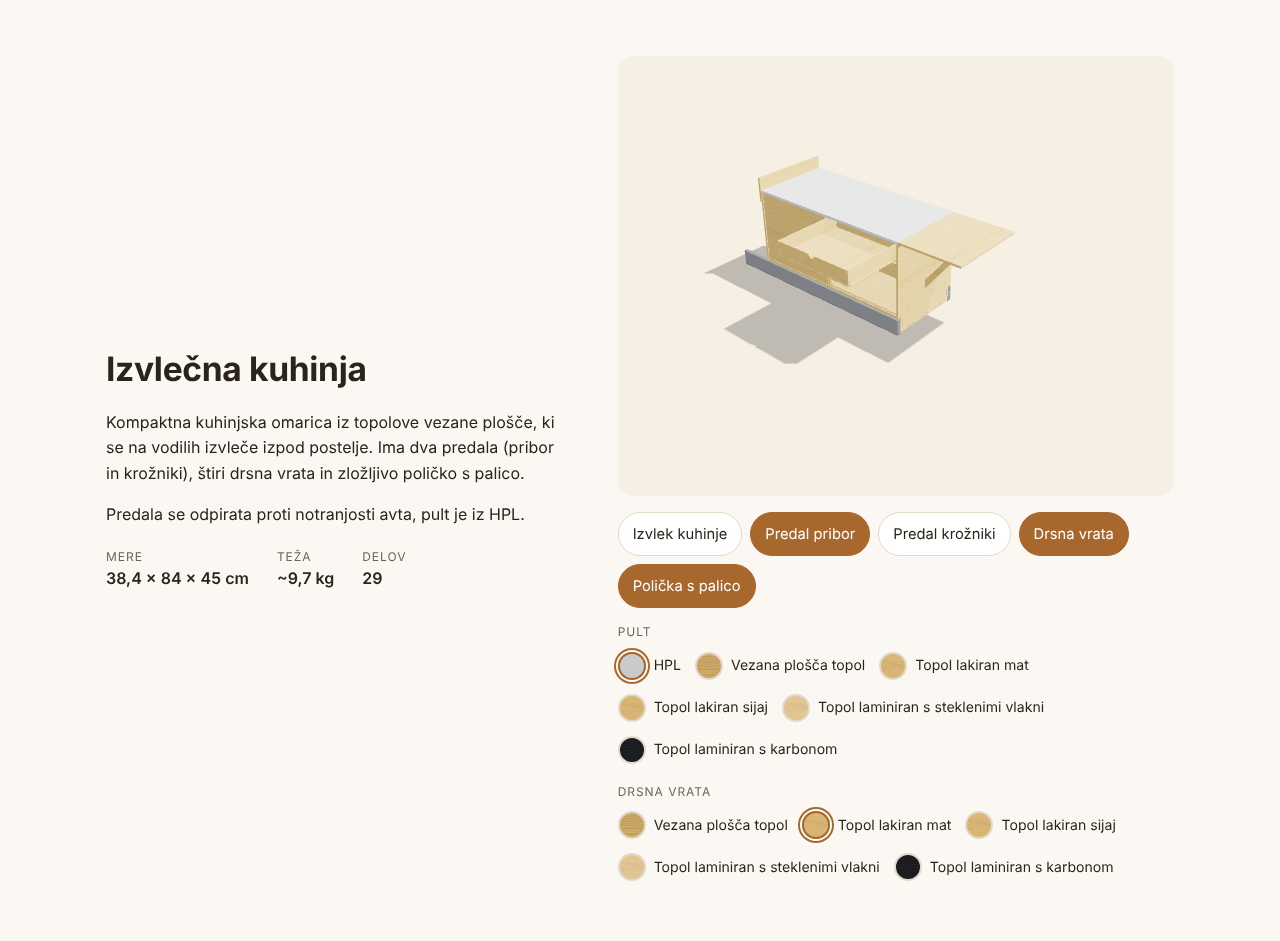 Izvlečna kuhinja
Kompaktna kuhinjska omarica iz topolove vezane plošče, ki
se na vodilih izvleče izpod postelje. Ima dva predala (pribor
in krožniki), štiri drsna vrata in zložljivo poličko s palico.
Predala se odpirata proti notranjosti avta, pult je iz HPL.
MERE TEŽA DELOV
38,4 × 84 × 45 cm ~9,7 kg 29
Izvlek kuhinje Predal pribor Predal krožniki Drsna vrata
Polička s palico
PULT
HPL Vezana plošča topol Topol lakiran mat
Topol lakiran sijaj Topol laminiran s steklenimi vlakni
Topol laminiran s karbonom
DRSNA VRATA
Vezana plošča topol Topol lakiran mat Topol lakiran sijaj
Topol laminiran s steklenimi vlakni Topol laminiran s karbonom